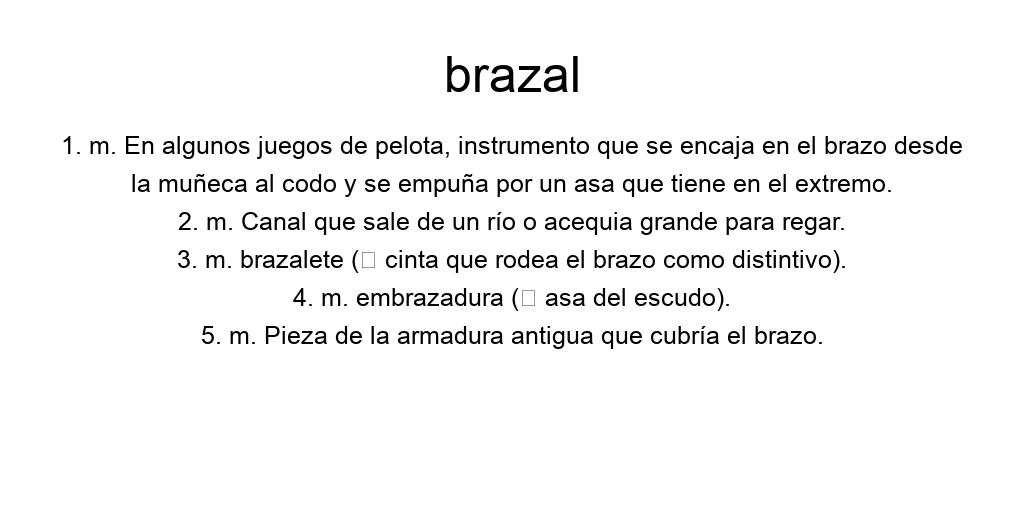 brazal
1. m. En algunos juegos de pelota, instrumento que se encaja en el brazo desde
la muñeca al codo y se empuña por un asa que tiene en el extremo.
2. m. Canal que sale de un río o acequia grande para regar.
3. m. brazalete (□ cinta que rodea el brazo como distintivo).
4. m. embrazadura (□ asa del escudo).
5. m. Pieza de la armadura antigua que cubría el brazo.